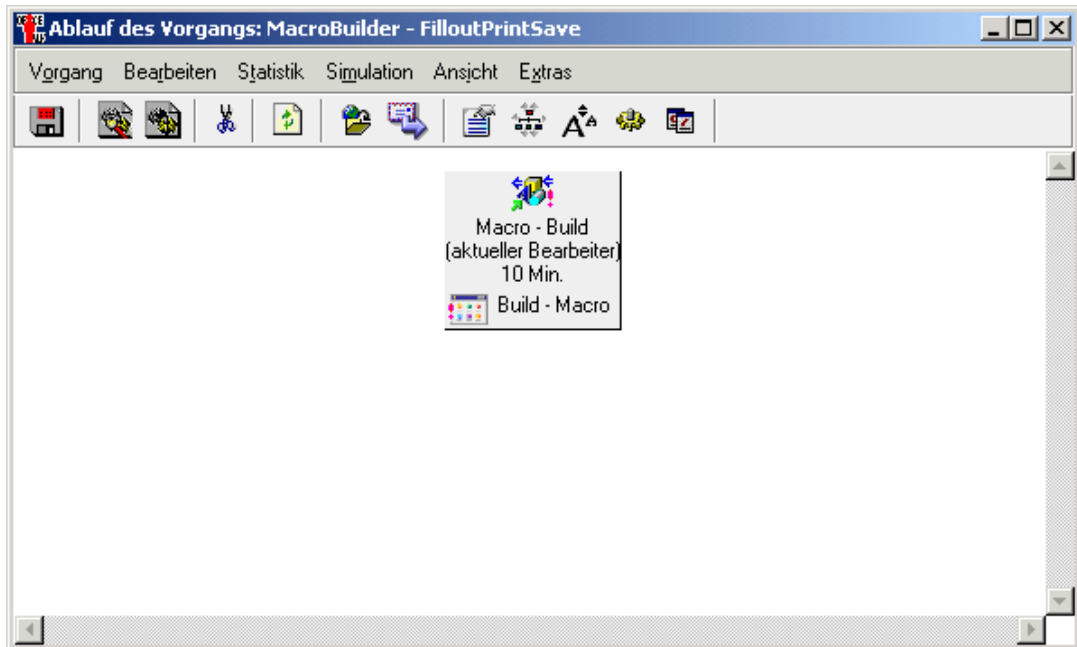 Ablauf des Vorgangs: MacroBuilder - FilloutPrintSave
Vorgang Bearbeiten Statistik Simulation Ansicht Extras
Macro - Build
(aktueller Bearbeiter)
10 Min.
Build - Macro